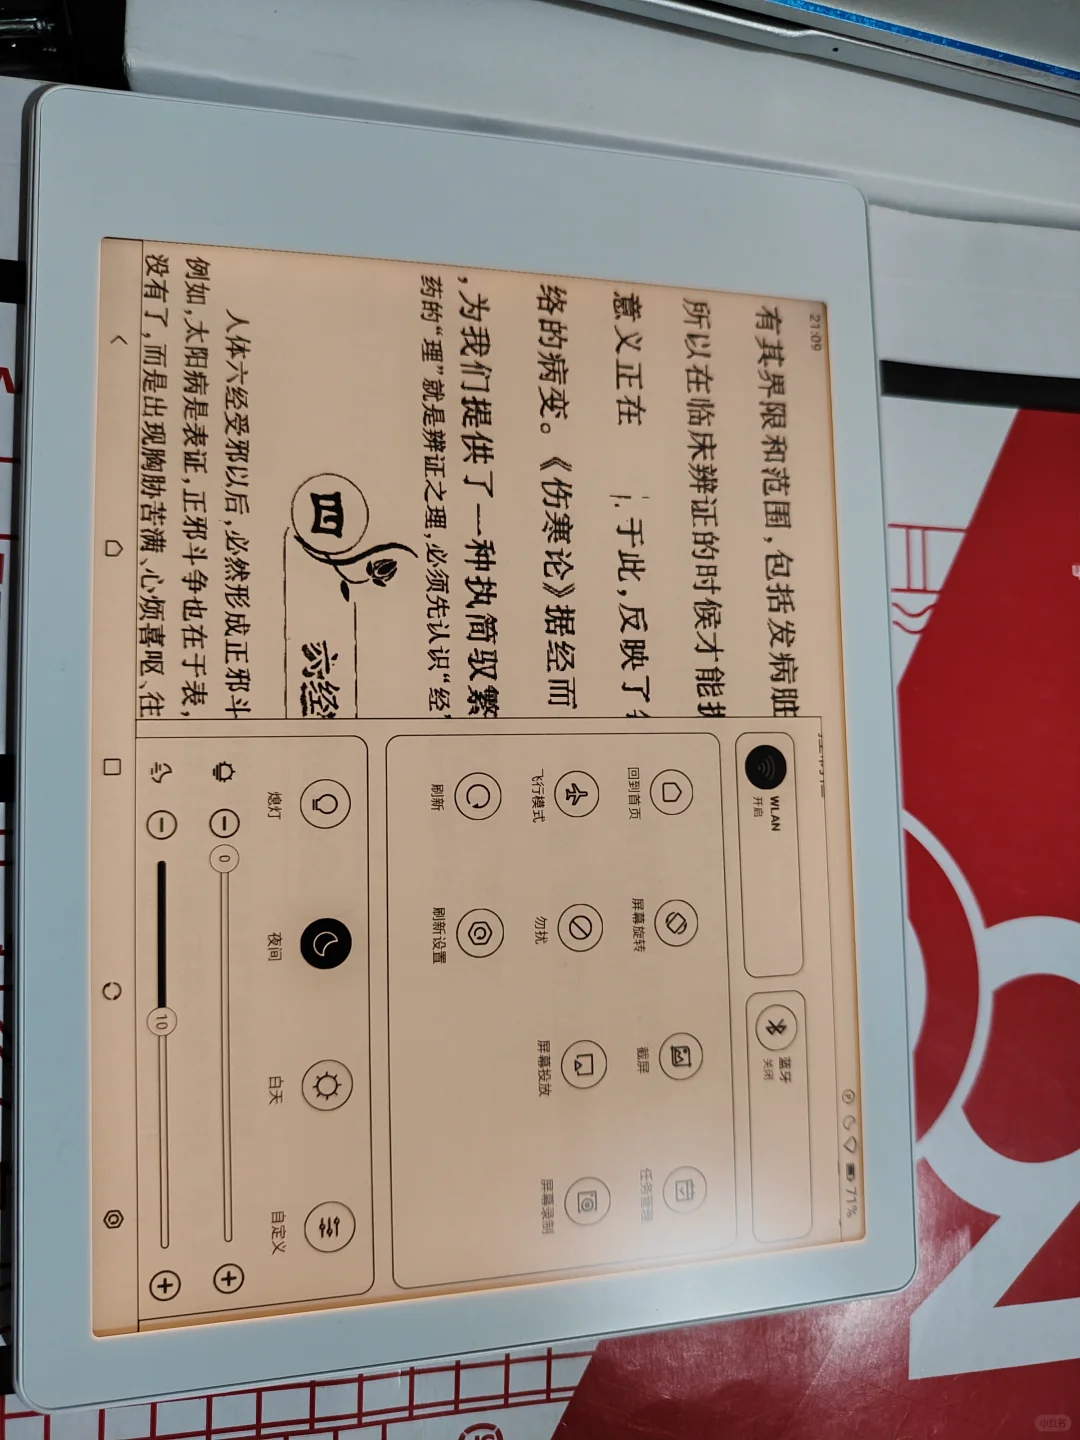 21:09
71%
有其界限和范围，包括发病脏
所以在临床辨证的时候才能
意义正在
于此，反映了
络的病变。《伤寒论》据经而
，为我们提供了一种执简驭繁
药的“理”就是辨证之理，必须先认识“经
四
六经
人体六经受邪以后，必然形成正邪斗
例如，太阳病是表证，正邪斗争也在于表，
没有了，而是出现胸胁苦满、心烦喜呕、往
WLAN
开启
蓝牙
关闭
回到首页
屏幕旋转
截屏
任务管理
飞行模式
勿扰
屏幕投放
屏幕录制
刷新
刷新设置
熄灯
夜间
白天
自定义
0
10
小红书